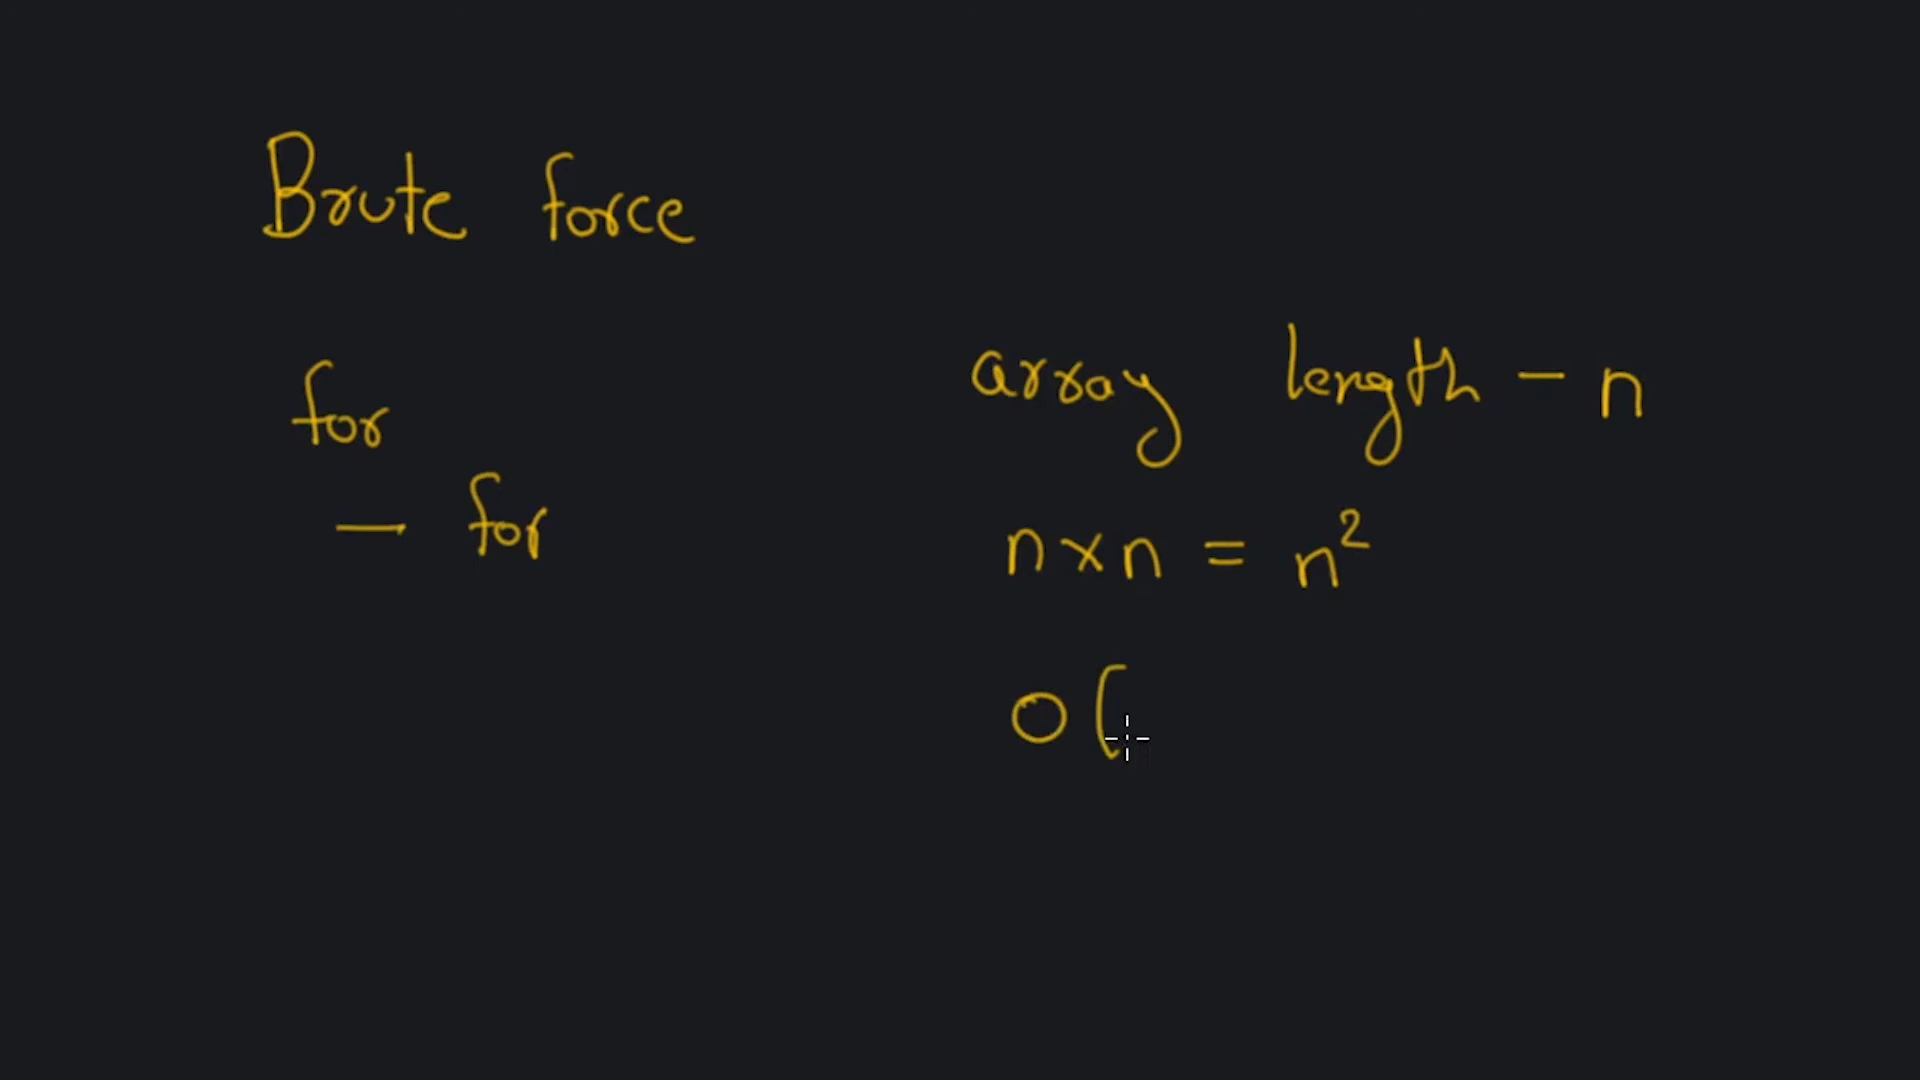 Brute force
for
– for
array length – n
n × n = n²
O(